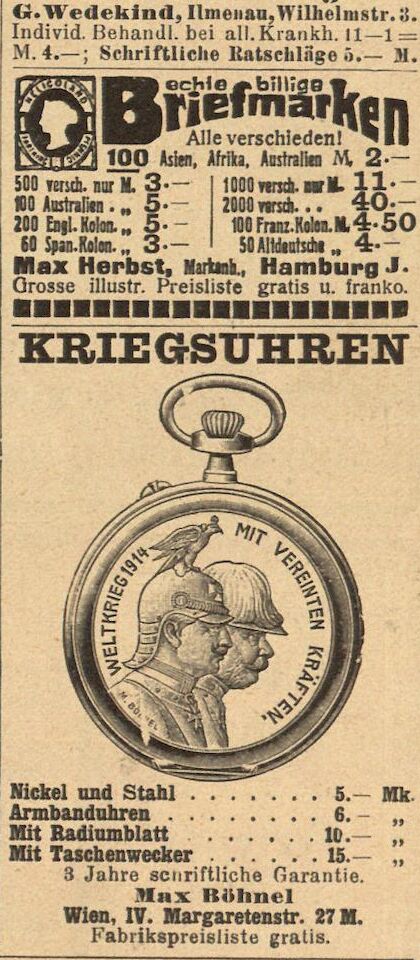 G. Wedekind, Ilmenau, Wilhelmstr. 3.
Individ. Behandl. bei all. Krankh. 11—1=
M. 4.—; Schriftliche Ratschläge 5.— M.
HELIGOLAND
echte billige
Briefmarken
Alle verschieden!
100 Asien, Afrika, Australien M. 2.—
500 versch. nur M. 3.—
100 Australien . „ 5.—
200 Engl. Kolon. „ 5.—
60 Span. Kolon. „ 3.—
1000 versch. nur M. 11.—
2000 versch. . „ 40.—
100 Franz. Kolon. M. 4.50
50 Altdeutsche „ 4.—
Max Herbst, Markenh., Hamburg J.
Grosse illustr. Preisliste gratis u. franko.
KRIEGSUHREN
WELTKRIEG 1914 MIT VEREINTEN KRÄFTEN,
M. BÖHNEL
Nickel und Stahl . . . . . . . 5.— Mk.
Armbanduhren . . . . . . . . 6.— „
Mit Radiumblatt . . . . . . . 10.— „
Mit Taschenwecker . . . . . . 15.— „
3 Jahre schriftliche Garantie.
Max Böhnel
Wien, IV. Margaretenstr. 27 M.
Fabrikspreisliste gratis.